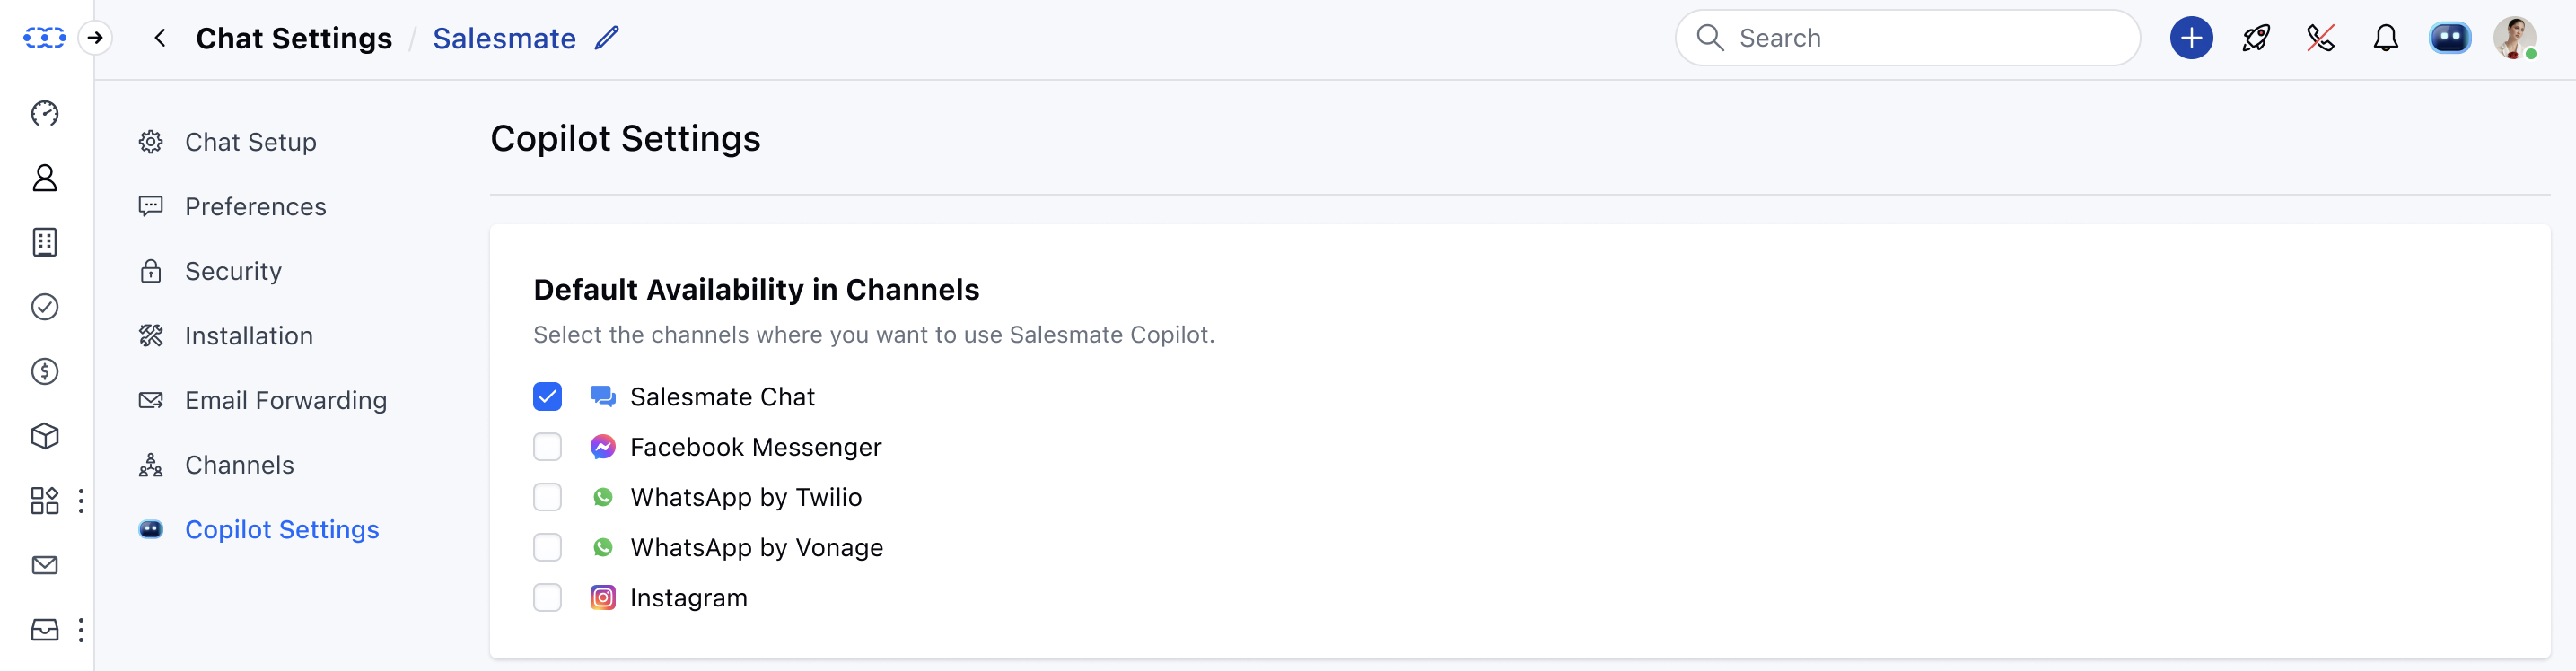 Chat Settings / Salesmate
Search
Chat Setup
Preferences
Security
Installation
Email Forwarding
Channels
Copilot Settings
Copilot Settings
Default Availability in Channels
Select the channels where you want to use Salesmate Copilot.
Salesmate Chat
Facebook Messenger
WhatsApp by Twilio
WhatsApp by Vonage
Instagram